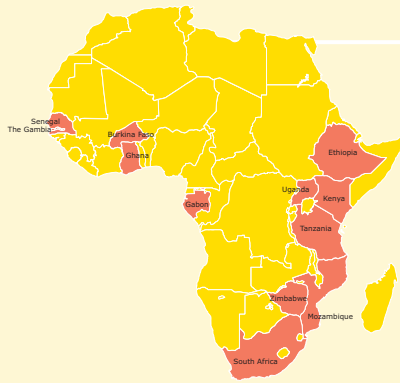 Senegal
The Gambia
Burkina Faso
Ghana
Ethiopia
Uganda
Kenya
Gabon
Tanzania
Zimbabwe
Mozambique
South Africa